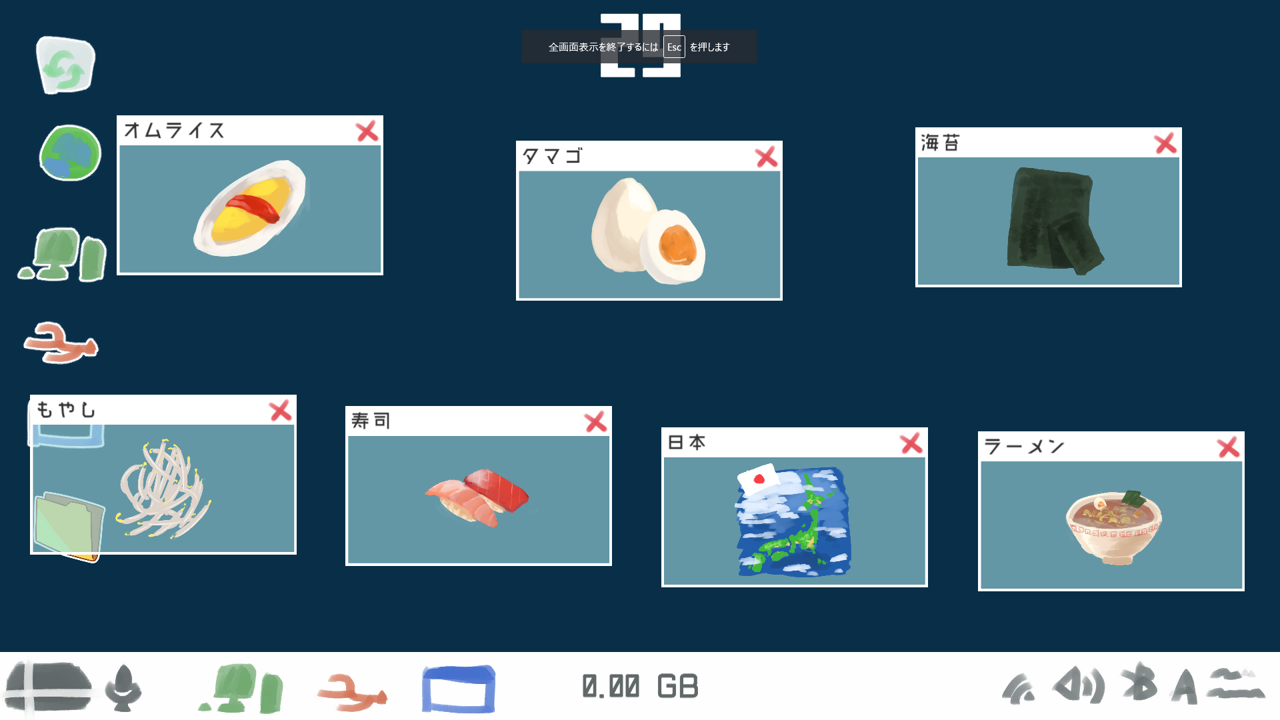 29
全画面表示を終了するには Esc を押します
オムライス
タマゴ
海苔
もやし
寿司
日本
ラーメン
0.00 GB
A